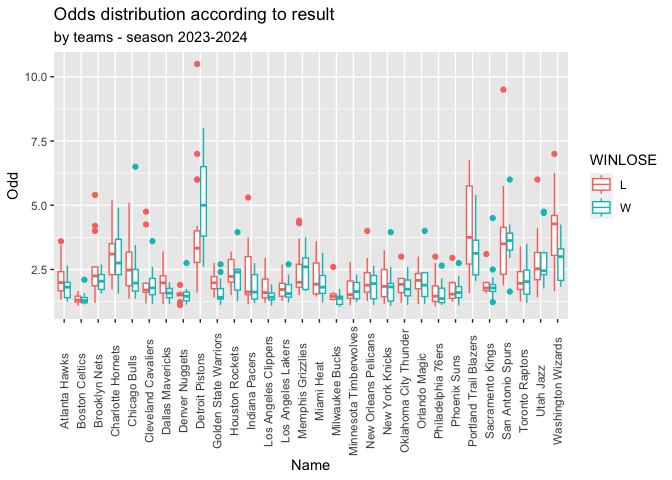 Odds distribution according to result
by teams - season 2023-2024
10.0
7.5
5.0
2.5
Odd
WINLOSE
L
W
Atlanta Hawks
Boston Celtics
Brooklyn Nets
Charlotte Hornets
Chicago Bulls
Cleveland Cavaliers
Dallas Mavericks
Denver Nuggets
Detroit Pistons
Golden State Warriors
Houston Rockets
Indiana Pacers
Los Angeles Clippers
Los Angeles Lakers
Memphis Grizzlies
Miami Heat
Milwaukee Bucks
Minnesota Timberwolves
New Orleans Pelicans
New York Knicks
Oklahoma City Thunder
Orlando Magic
Philadelphia 76ers
Phoenix Suns
Portland Trail Blazers
Sacramento Kings
San Antonio Spurs
Toronto Raptors
Utah Jazz
Washington Wizards
Name